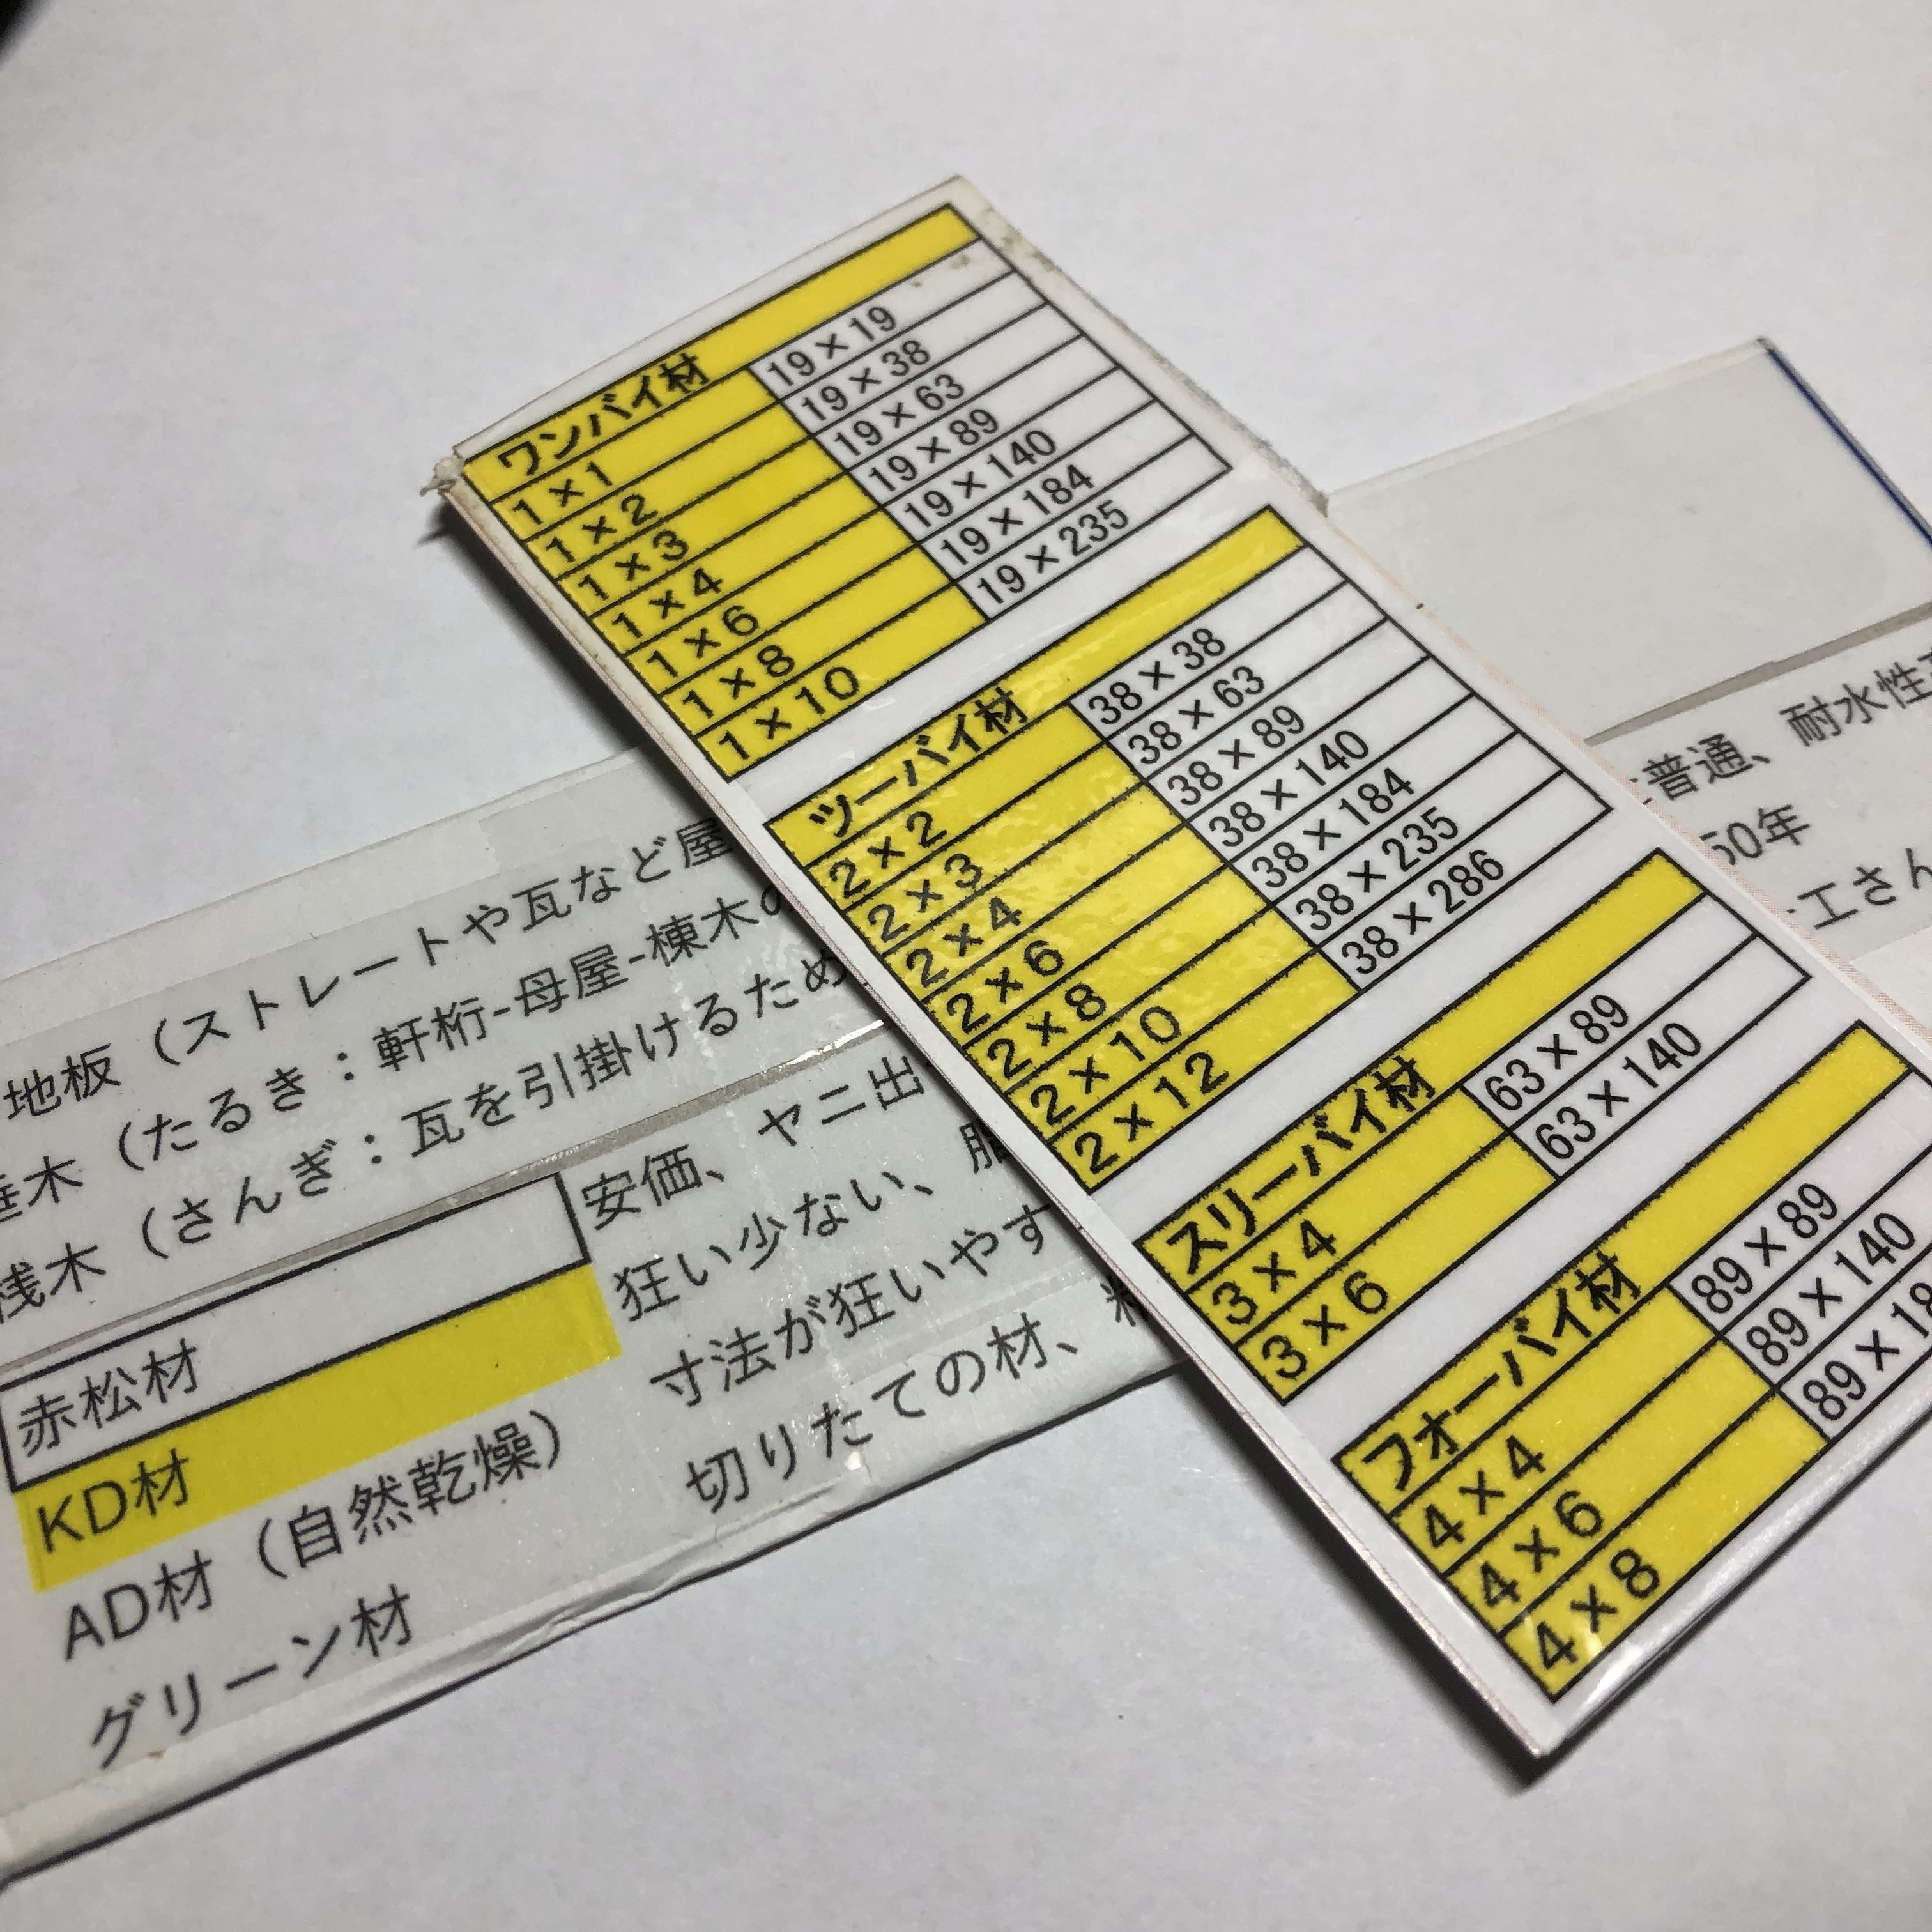 ワンバイ材
1×1 19×19
1×2 19×38
1×3 19×63
1×4 19×89
1×6 19×140
1×8 19×184
1×10 19×235
ツーバイ材
2×2 38×38
2×3 38×63
2×4 38×89
2×6 38×140
2×8 38×184
2×10 38×235
2×12 38×286
スリーバイ材
3×4 63×89
3×6 63×140
フォーバイ材
4×4 89×89
4×6 89×140
4×8 89×18
地板（ストレートや瓦など屋
垂木（たるき：軒桁-母屋-棟木の
桟木（さんぎ：瓦を引掛けるため
赤松材 安価、ヤニ出
KD材 狂い少ない、
AD材（自然乾燥） 寸法が狂いやす
グリーン材 切りたての材、
普通、耐水性
50年
工さん